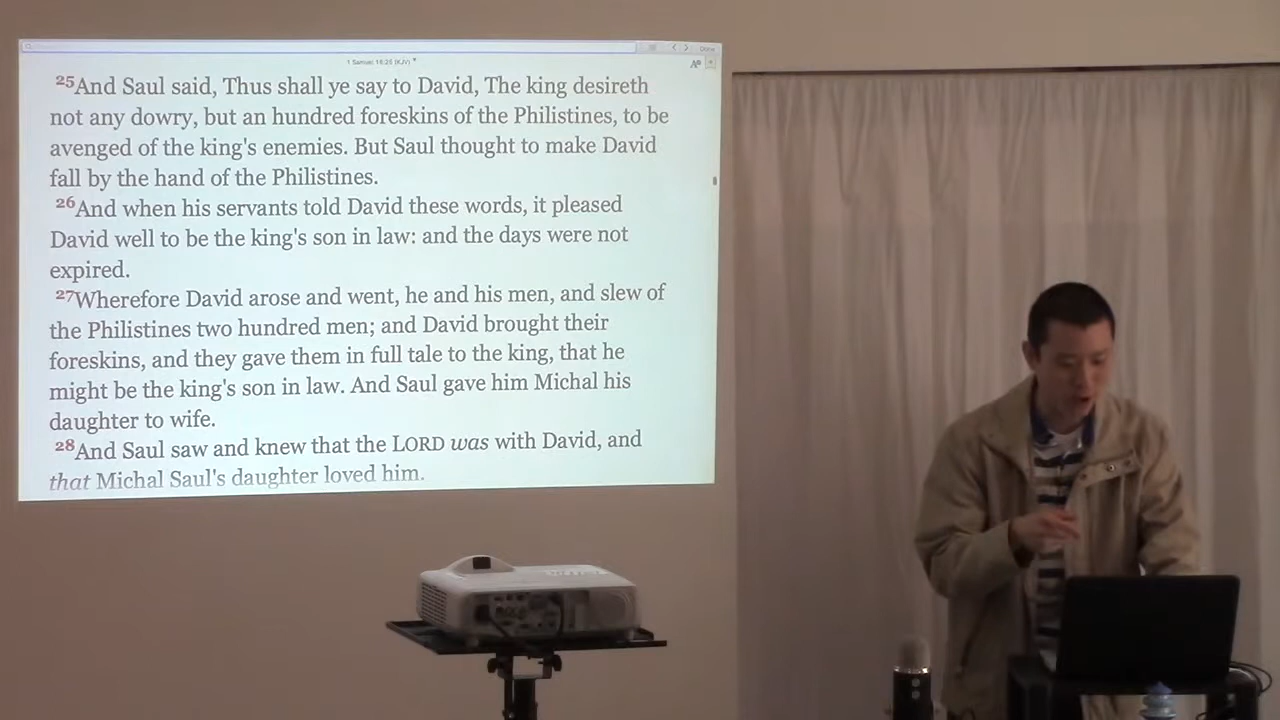 Done
1 Samuel 18:25 (KJV)
25And Saul said, Thus shall ye say to David, The king desireth
not any dowry, but an hundred foreskins of the Philistines, to be
avenged of the king's enemies. But Saul thought to make David
fall by the hand of the Philistines.
26And when his servants told David these words, it pleased
David well to be the king's son in law: and the days were not
expired.
27Wherefore David arose and went, he and his men, and slew of
the Philistines two hundred men; and David brought their
foreskins, and they gave them in full tale to the king, that he
might be the king's son in law. And Saul gave him Michal his
daughter to wife.
28And Saul saw and knew that the LORD was with David, and
that Michal Saul's daughter loved him.